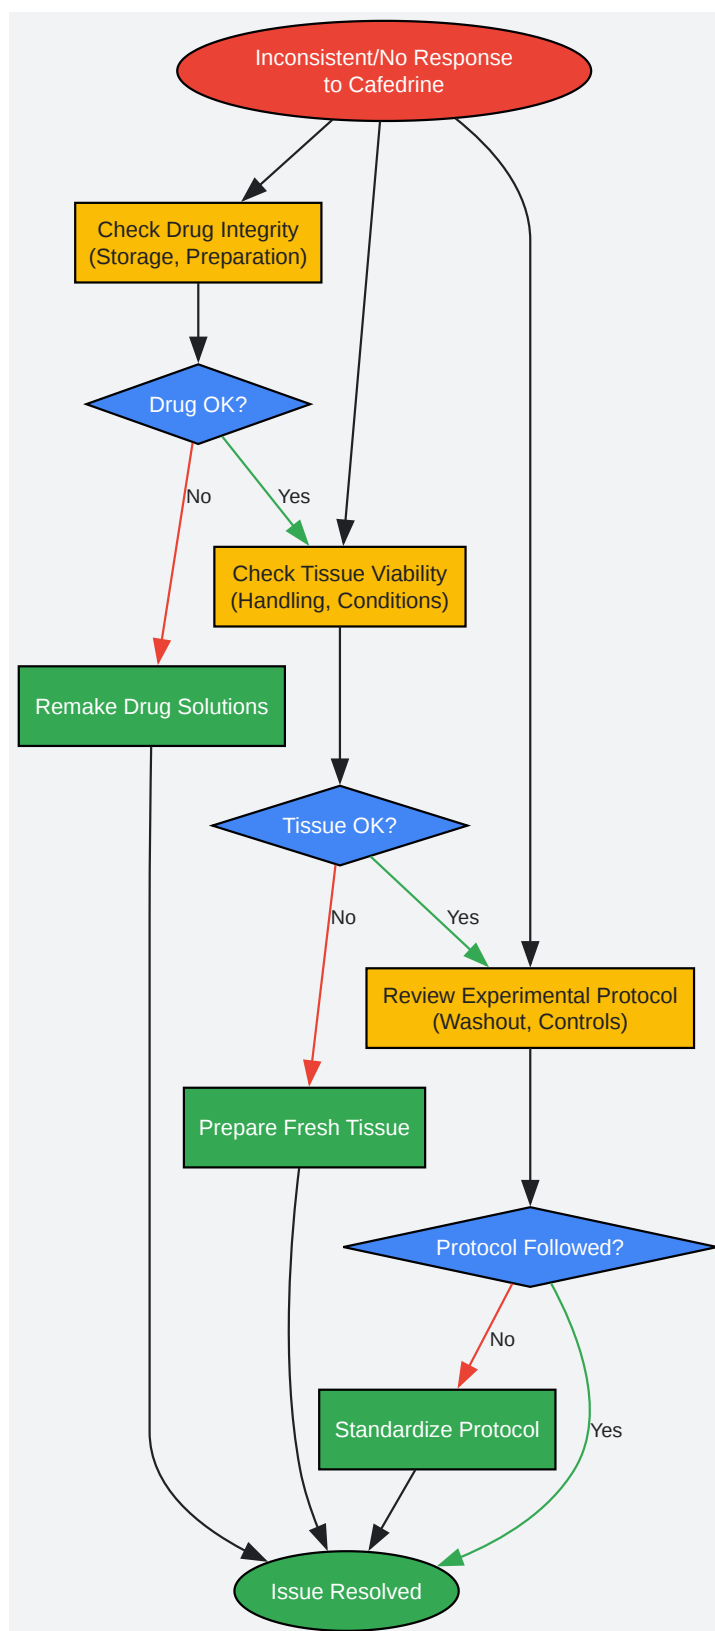 Inconsistent/No Response
to Cafedrine
Check Drug Integrity
(Storage, Preparation)
Drug OK?
No
Yes
Check Tissue Viability
(Handling, Conditions)
Remake Drug Solutions
Tissue OK?
No
Yes
Review Experimental Protocol
(Washout, Controls)
Prepare Fresh Tissue
Protocol Followed?
No
Standardize Protocol
Yes
Issue Resolved